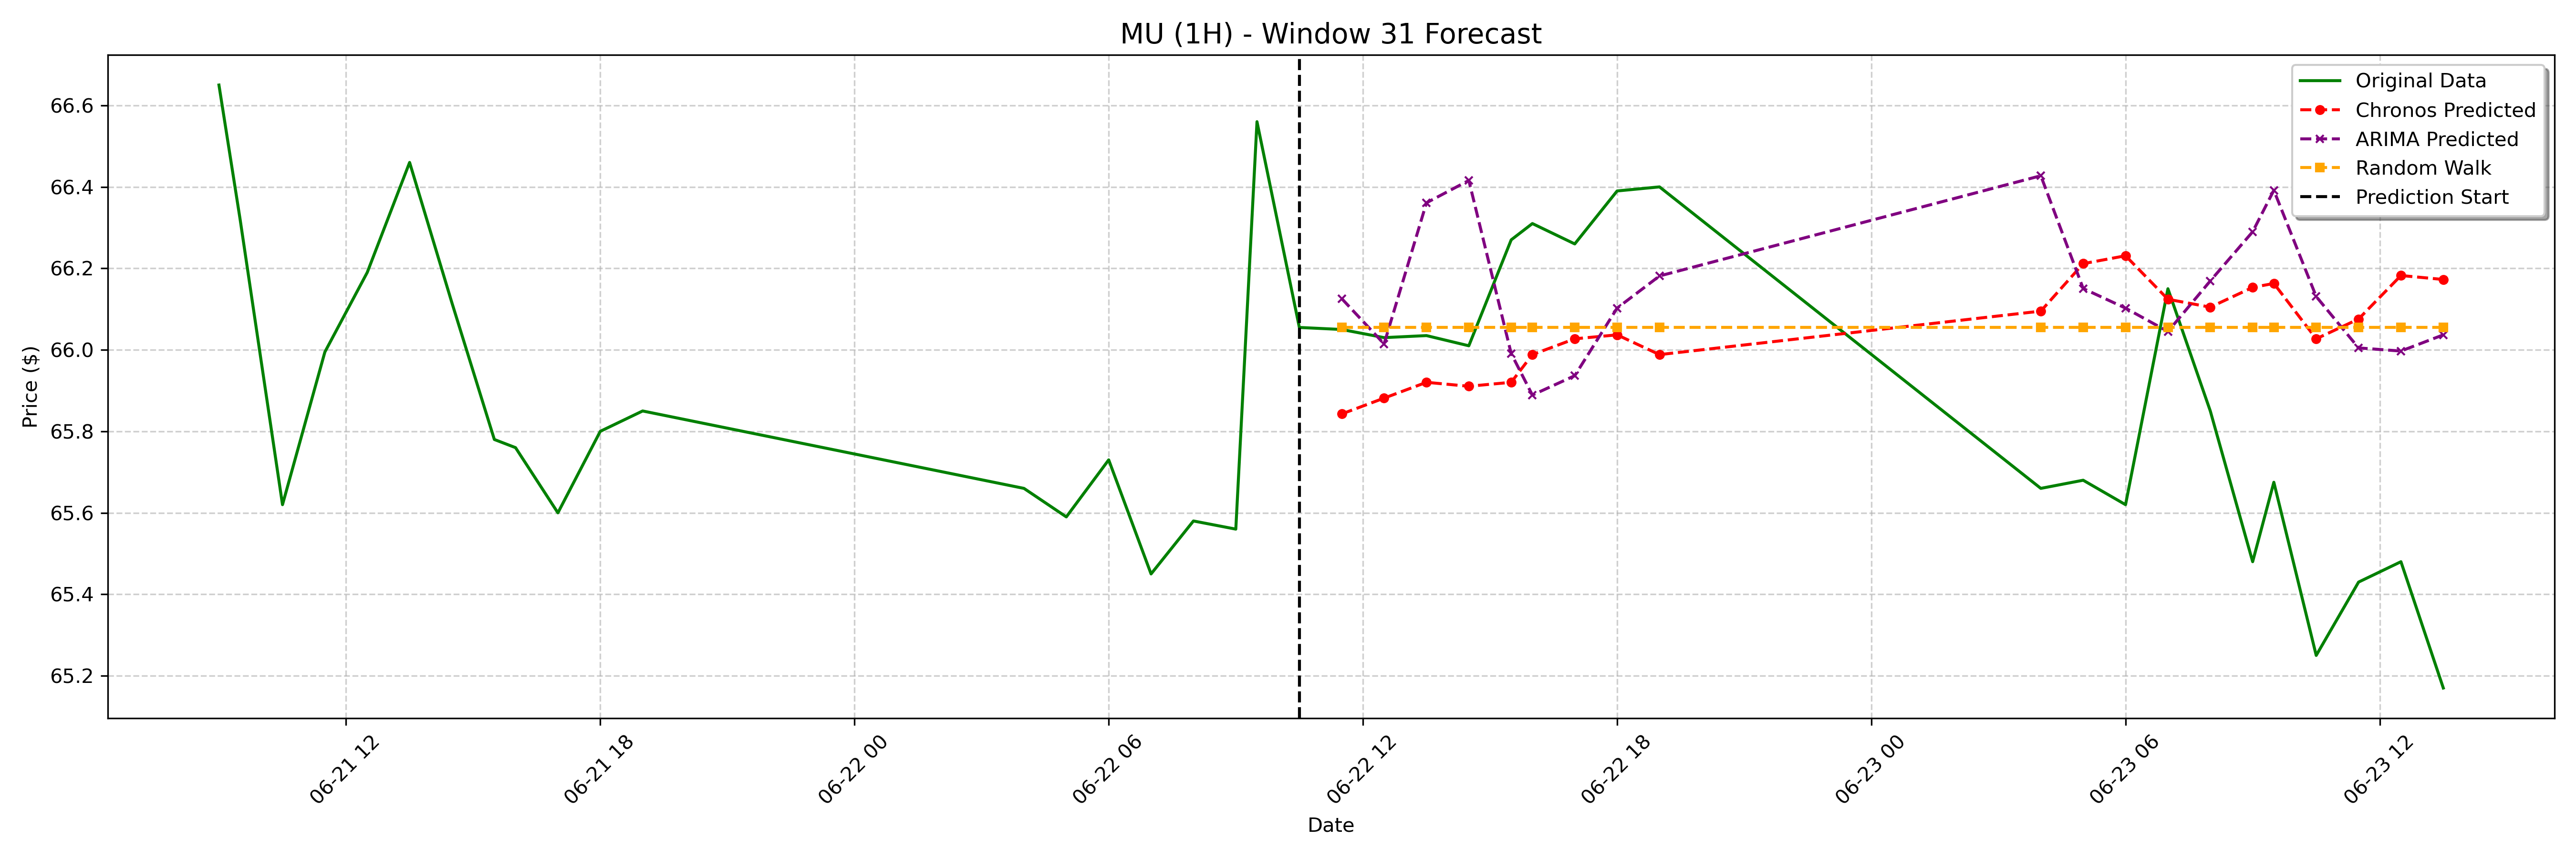 MU (1H) - Window 31 Forecast
Original Data
Chronos Predicted
ARIMA Predicted
Random Walk
Prediction Start
Price ($)
66.6
66.4
66.2
66.0
65.8
65.6
65.4
65.2
06-21 12
06-21 18
06-22 00
06-22 06
06-22 12
06-22 18
06-23 00
06-23 06
06-23 12
Date